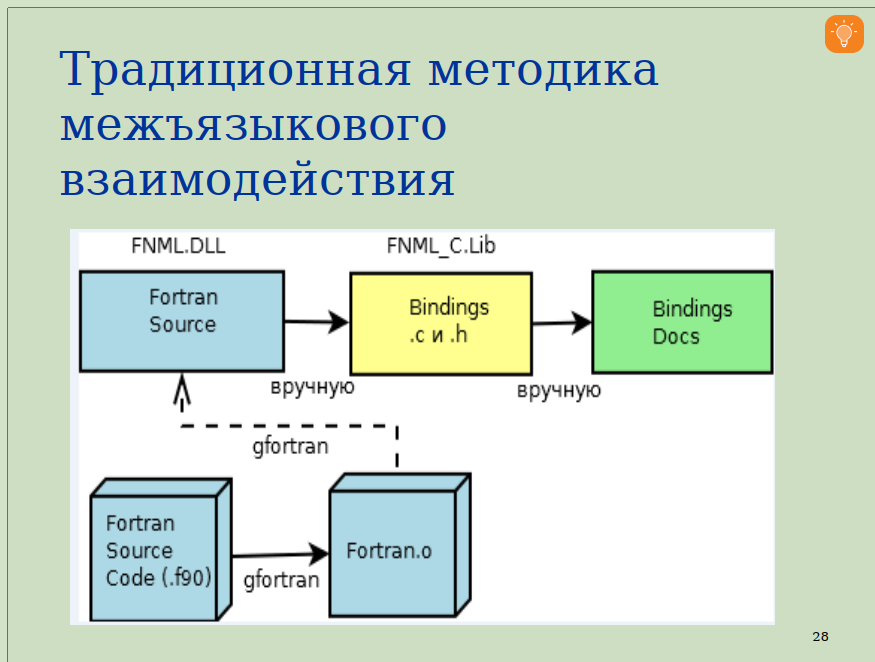 Традиционная методика
межъязыкового
взаимодействия
FNML.DLL
FNML_C.Lib
Fortran
Source
Bindings
.c и .h
Bindings
Docs
вручную
вручную
gfortran
Fortran
Source
Code (.f90)
gfortran
Fortran.o
28